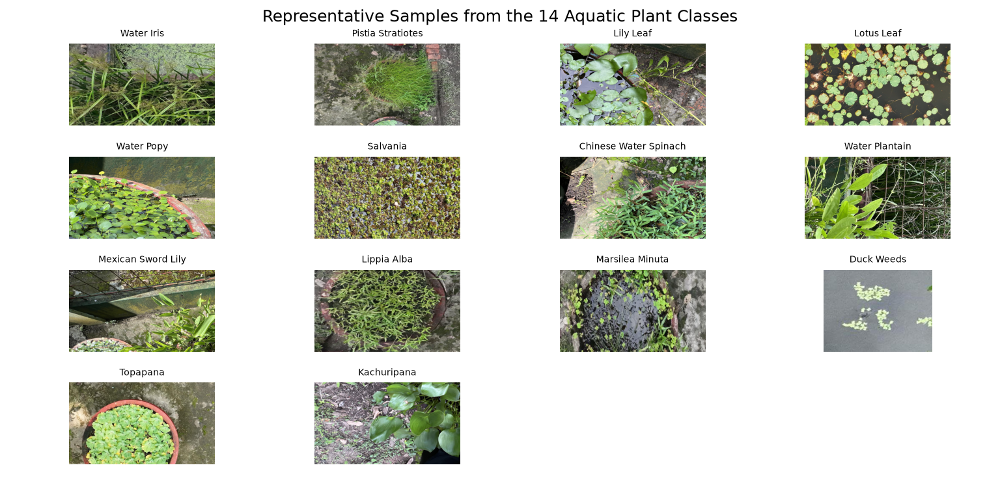 Representative Samples from the 14 Aquatic Plant Classes
Water Iris
Pistia Stratiotes
Lily Leaf
Lotus Leaf
Water Popy
Salvania
Chinese Water Spinach
Water Plantain
Mexican Sword Lily
Lippia Alba
Marsilea Minuta
Duck Weeds
Topapana
Kachuripana